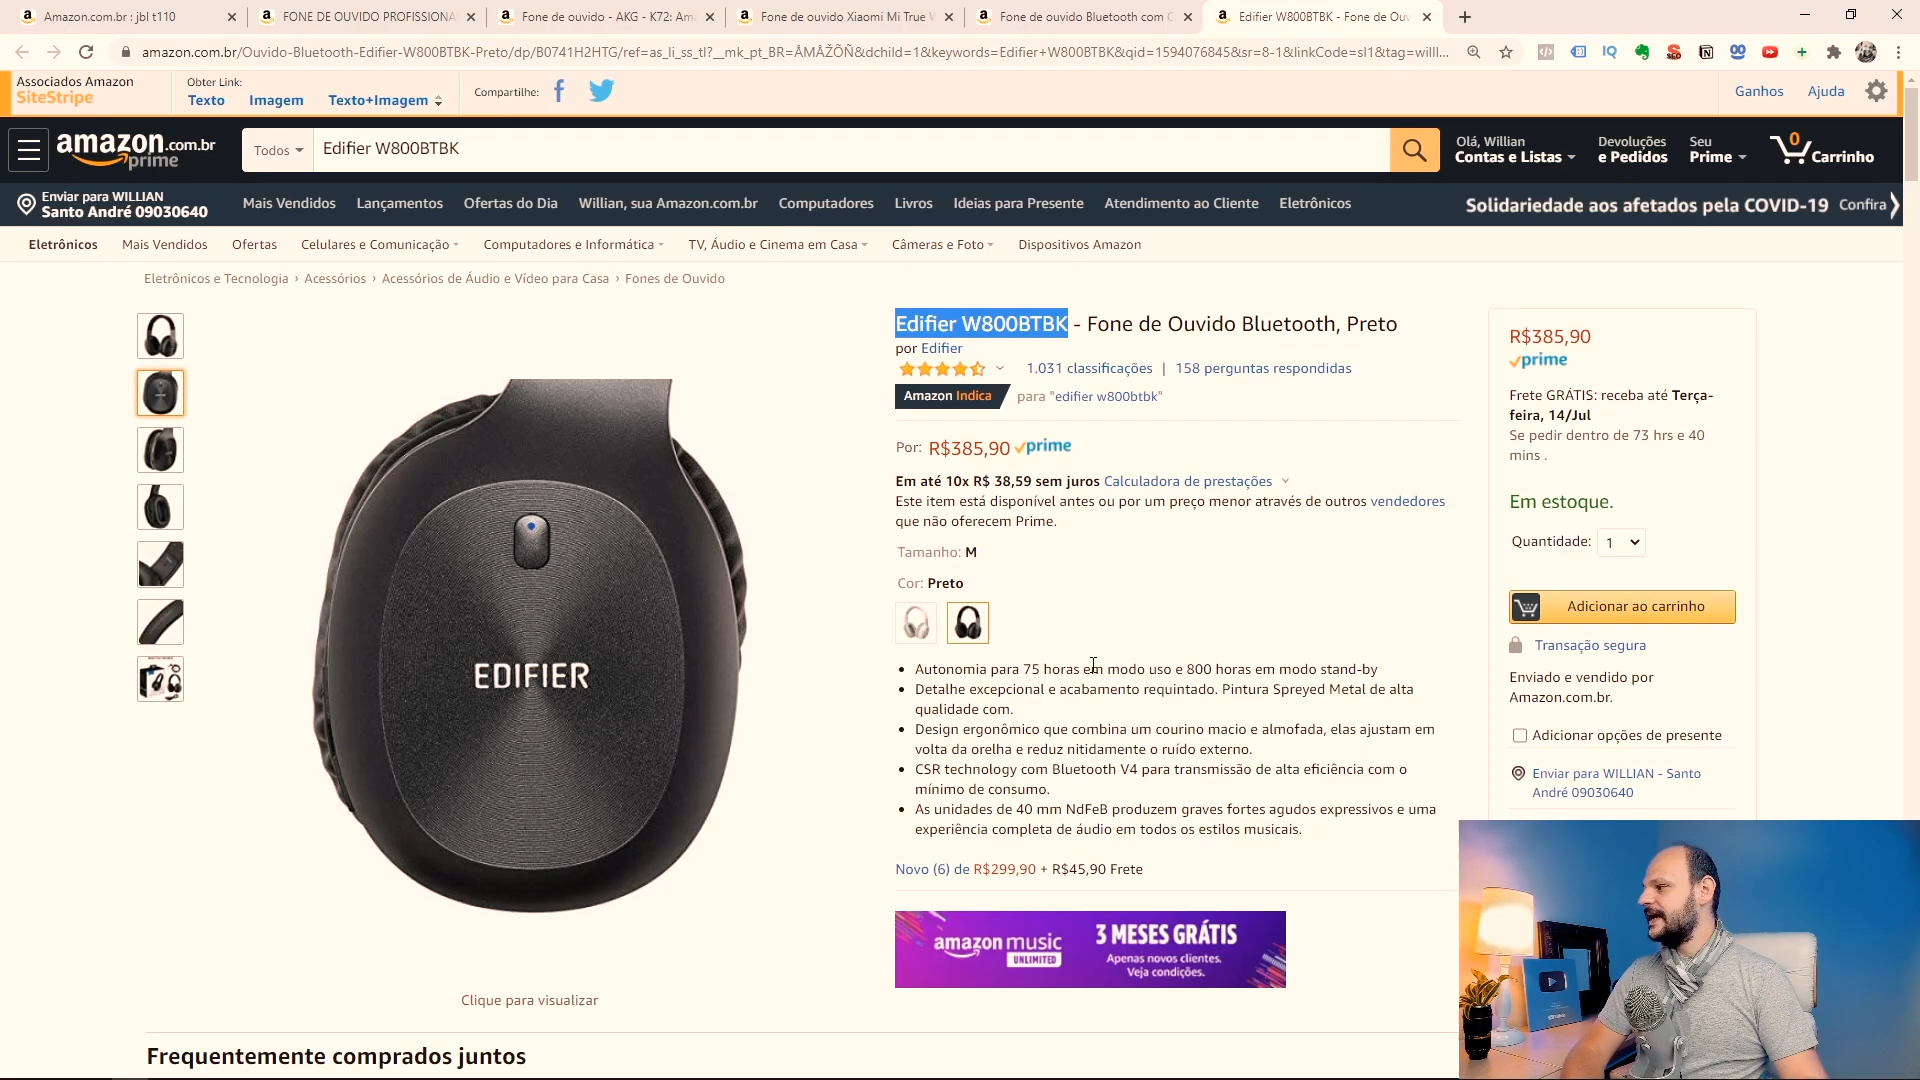 Amazon.com.br : jbl t110
FONE DE OUVIDO PROFISSIONA
Fone de ouvido - AKG - K72: Am
Fone de ouvido Xiaomi Mi True W
Fone de ouvido Bluetooth com C
Edifier W800BTBK - Fone de Ou
amazon.com.br/Ouvido-Bluetooth-Edifier-W800BTBK-Preto/dp/B0741H2HTG/ref=as_li_ss_tl?__mk_pt_BR=ÅMÅŽÕÑ&dchild=1&keywords=Edifier+W800BTBK&qid=1594076845&sr=8-1&linkCode=sl1&tag=willl...
Associados Amazon
SiteStripe
Obter Link:
Texto Imagem Texto+Imagem
Compartilhe:
Ganhos Ajuda
amazon.com.br
prime
Todos
Edifier W800BTBK
Olá, Willian
Contas e Listas
Devoluções
e Pedidos
Seu
Prime
0
Carrinho
Enviar para WILLIAN
Santo André 09030640
Mais Vendidos Lançamentos Ofertas do Dia Willian, sua Amazon.com.br Computadores Livros Ideias para Presente Atendimento ao Cliente Eletrônicos
Solidariedade aos afetados pela COVID-19 Confira
Eletrônicos Mais Vendidos Ofertas Celulares e Comunicação Computadores e Informática TV, Áudio e Cinema em Casa Câmeras e Foto Dispositivos Amazon
Eletrônicos e Tecnologia › Acessórios › Acessórios de Áudio e Vídeo para Casa › Fones de Ouvido
EDIFIER
Clique para visualizar
Edifier W800BTBK - Fone de Ouvido Bluetooth, Preto
por Edifier
1.031 classificações | 158 perguntas respondidas
Amazon Indica para "edifier w800btbk"
Por: R$385,90 prime
Em até 10x R$ 38,59 sem juros Calculadora de prestações
Este item está disponível antes ou por um preço menor através de outros vendedores
que não oferecem Prime.
Tamanho: M
Cor: Preto
• Autonomia para 75 horas em modo uso e 800 horas em modo stand-by
• Detalhe excepcional e acabamento requintado. Pintura Spreyed Metal de alta
qualidade com.
• Design ergonômico que combina um courino macio e almofada, elas ajustam em
volta da orelha e reduz nitidamente o ruído externo.
• CSR technology com Bluetooth V4 para transmissão de alta eficiência com o
mínimo de consumo.
• As unidades de 40 mm NdFeB produzem graves fortes agudos expressivos e uma
experiência completa de áudio em todos os estilos musicais.
Novo (6) de R$299,90 + R$45,90 Frete
amazon music
UNLIMITED
3 MESES GRÁTIS
Apenas novos clientes.
Veja condições.
R$385,90
prime
Frete GRÁTIS: receba até Terça-
feira, 14/Jul
Se pedir dentro de 73 hrs e 40
mins .
Em estoque.
Quantidade: 1
Adicionar ao carrinho
Transação segura
Enviado e vendido por
Amazon.com.br.
Adicionar opções de presente
Enviar para WILLIAN - Santo
André 09030640
Frequentemente comprados juntos